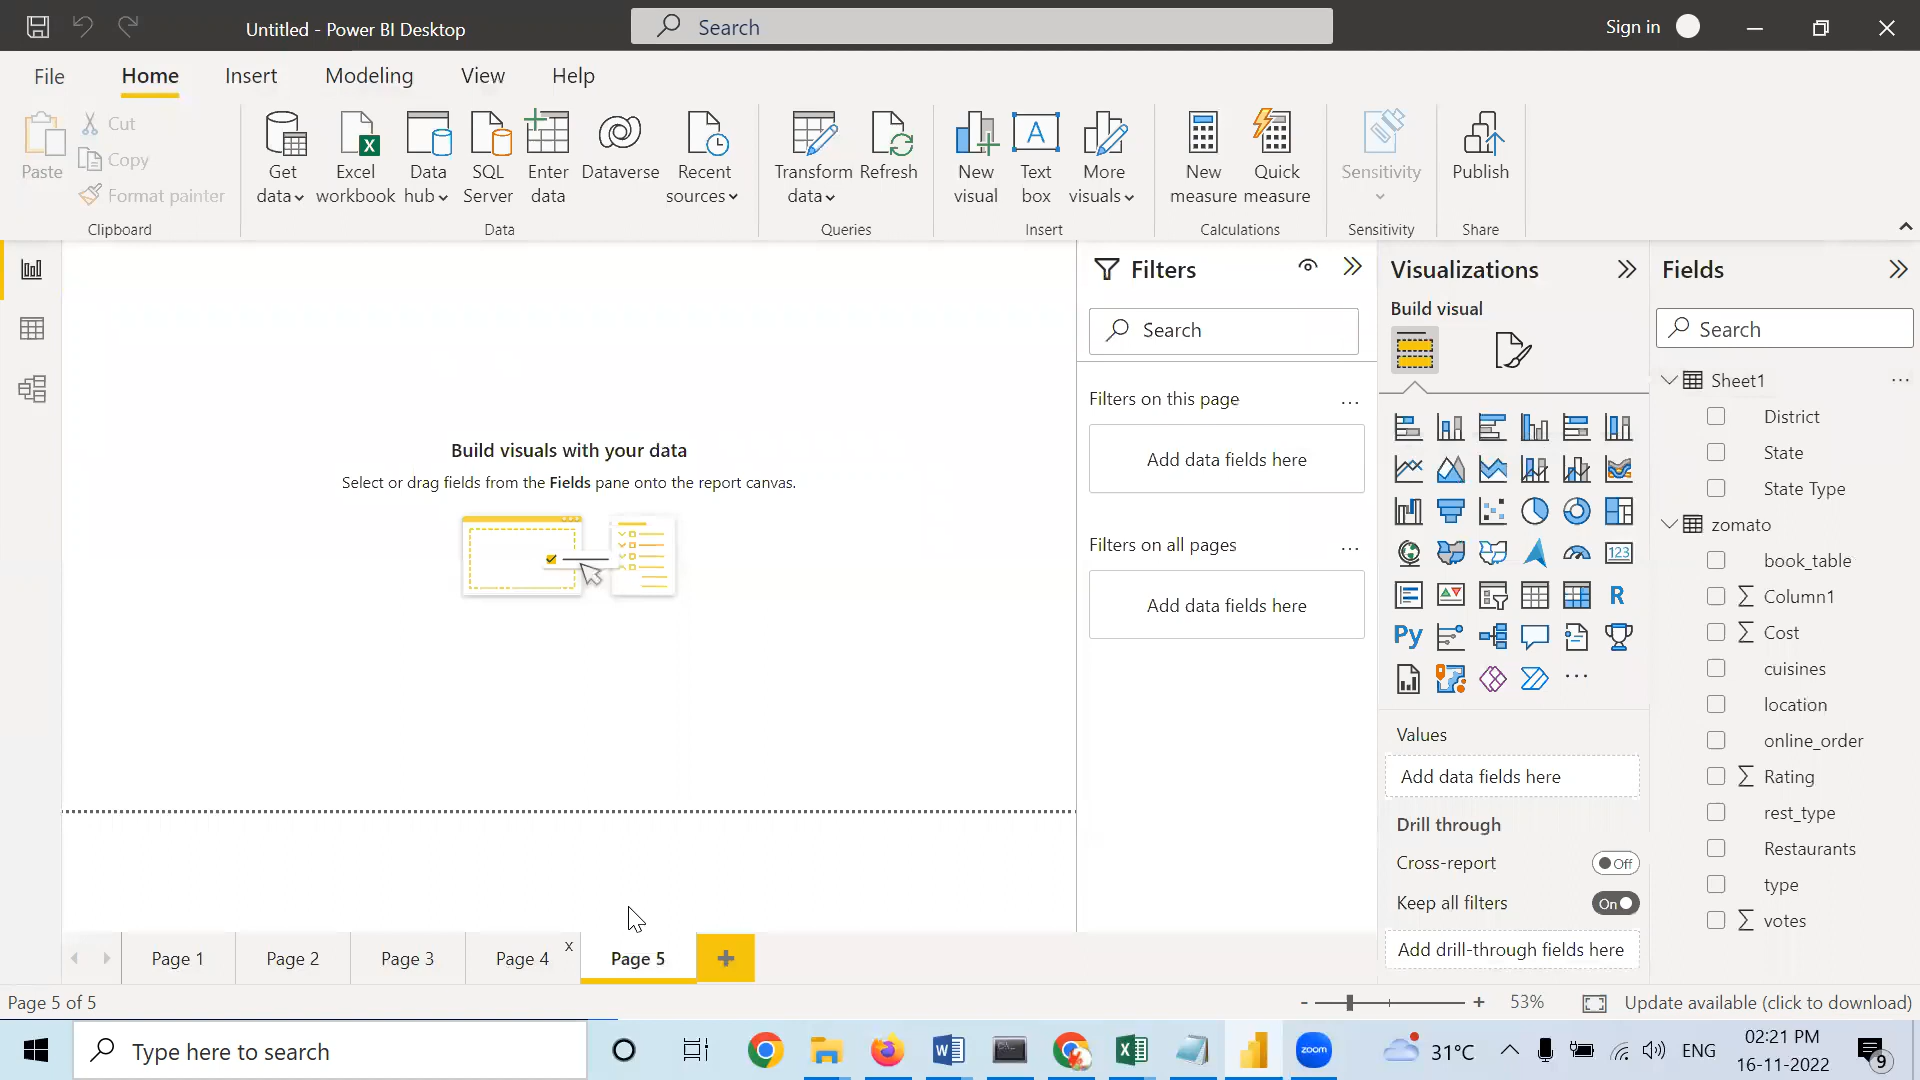 Untitled - Power BI Desktop
Search
Sign in
File
Home
Insert
Modeling
View
Help
Paste
Cut
Copy
Format painter
Clipboard
Get data
Excel workbook
Data hub
SQL Server
Enter data
Dataverse
Recent sources
Data
Transform data
Refresh
Queries
New visual
Text box
More visuals
Insert
New measure
Quick measure
Calculations
Sensitivity
Sensitivity
Publish
Share
Build visuals with your data
Select or drag fields from the Fields pane onto the report canvas.
Filters
Search
Filters on this page
...
Add data fields here
Filters on all pages
...
Add data fields here
Visualizations
Build visual
123
R
Py
...
Values
Add data fields here
Drill through
Cross-report
Off
Keep all filters
On
Add drill-through fields here
Fields
Search
Sheet1
...
District
State
State Type
zomato
book_table
Σ Column1
Σ Cost
cuisines
location
online_order
Σ Rating
rest_type
Restaurants
type
Σ votes
Page 1
Page 2
Page 3
Page 4
x
Page 5
+
Page 5 of 5
- + 53%
Update available (click to download)
Type here to search
zoom
31°C
ENG
02:21 PM
16-11-2022
9